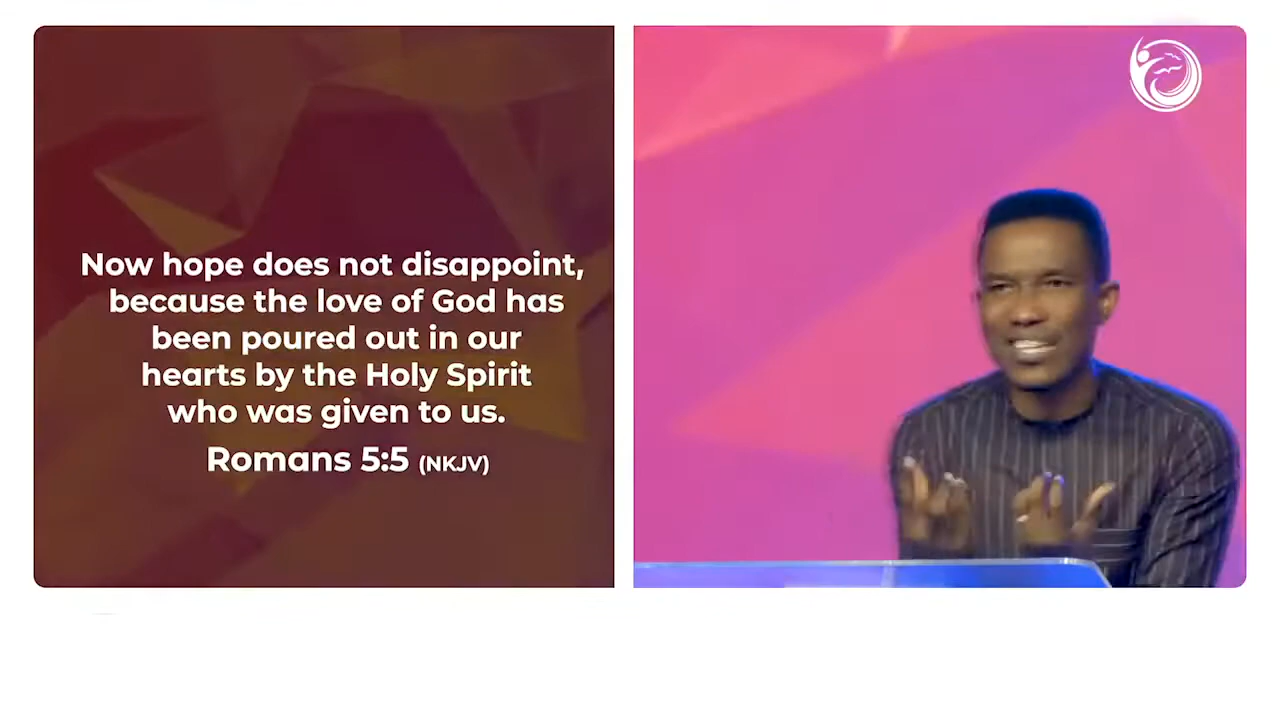 Now hope does not disappoint,
because the love of God has
been poured out in our
hearts by the Holy Spirit
who was given to us.
Romans 5:5 (NKJV)